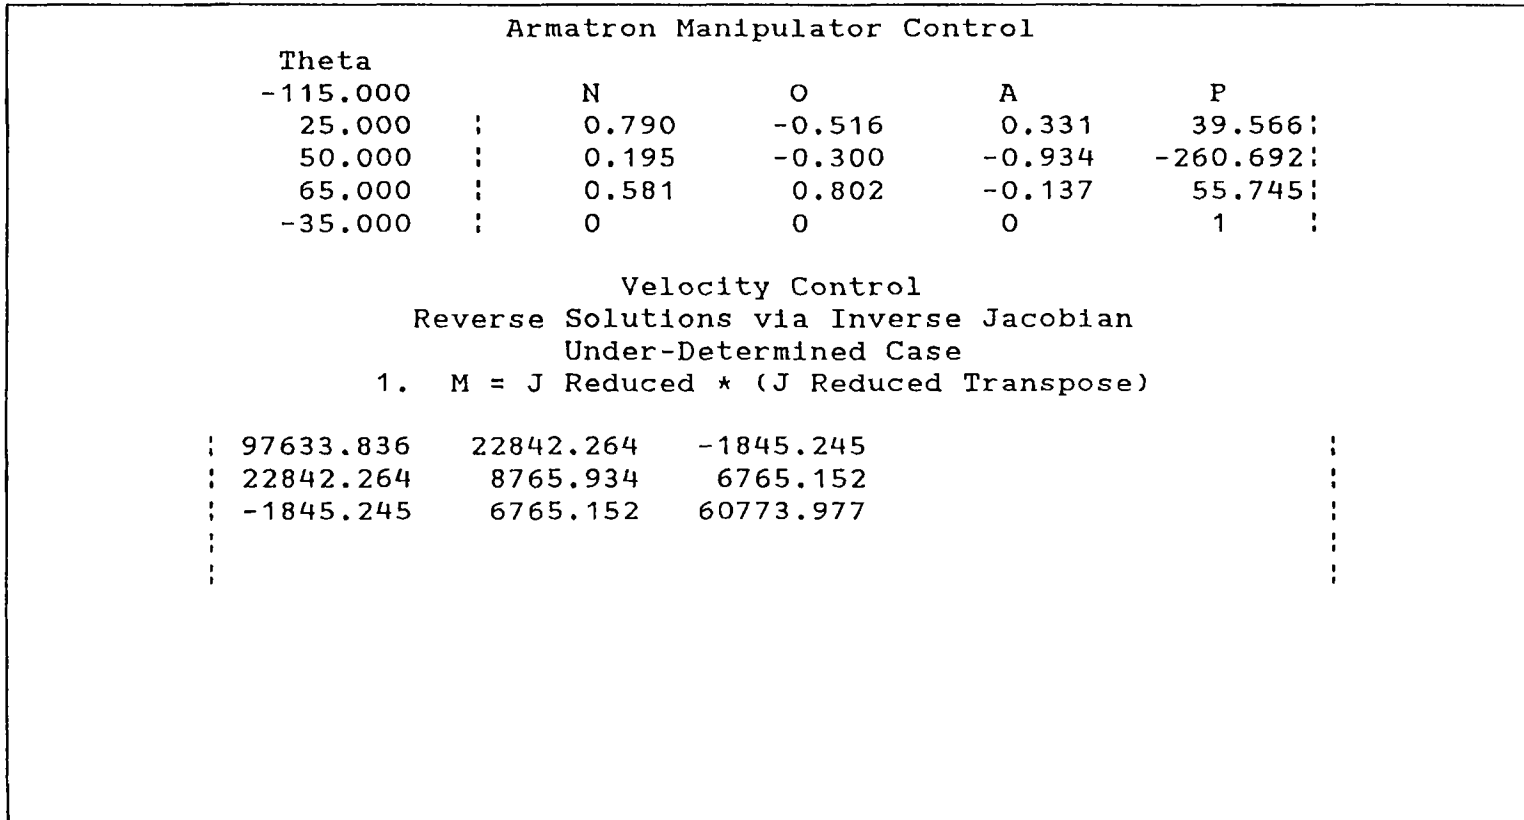 Armatron Manipulator Control
Theta
-115.000 N O A P
25.000 ¦ 0.790 -0.516 0.331 39.566¦
50.000 ¦ 0.195 -0.300 -0.934 -260.692¦
65.000 ¦ 0.581 0.802 -0.137 55.745¦
-35.000 ¦ 0 0 0 1 ¦
Velocity Control
Reverse Solutions via Inverse Jacobian
Under-Determined Case
1. M = J Reduced * (J Reduced Transpose)
¦ 97633.836 22842.264 -1845.245 ¦
¦ 22842.264 8765.934 6765.152 ¦
¦ -1845.245 6765.152 60773.977 ¦
¦ ¦
¦ ¦